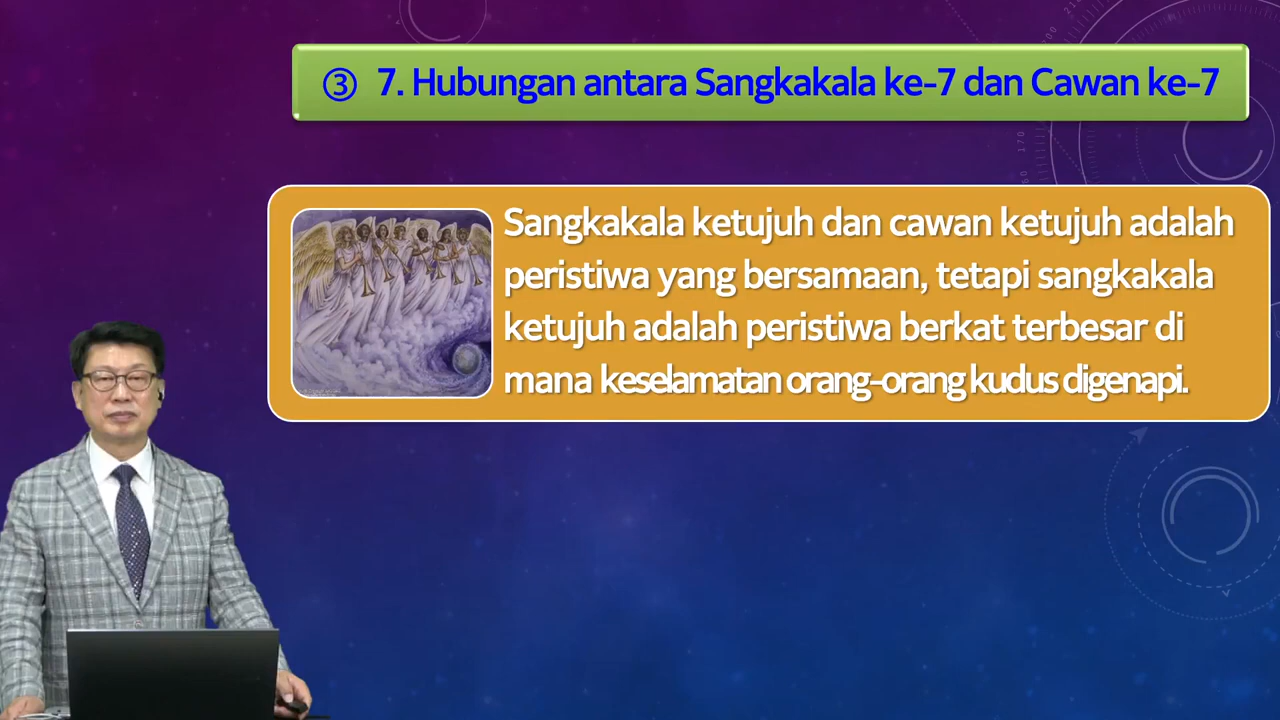 ③ 7. Hubungan antara Sangkakala ke-7 dan Cawan ke-7
Sangkakala ketujuh dan cawan ketujuh adalah
peristiwa yang bersamaan, tetapi sangkakala
ketujuh adalah peristiwa berkat terbesar di
mana keselamatan orang-orang kudus digenapi.
170